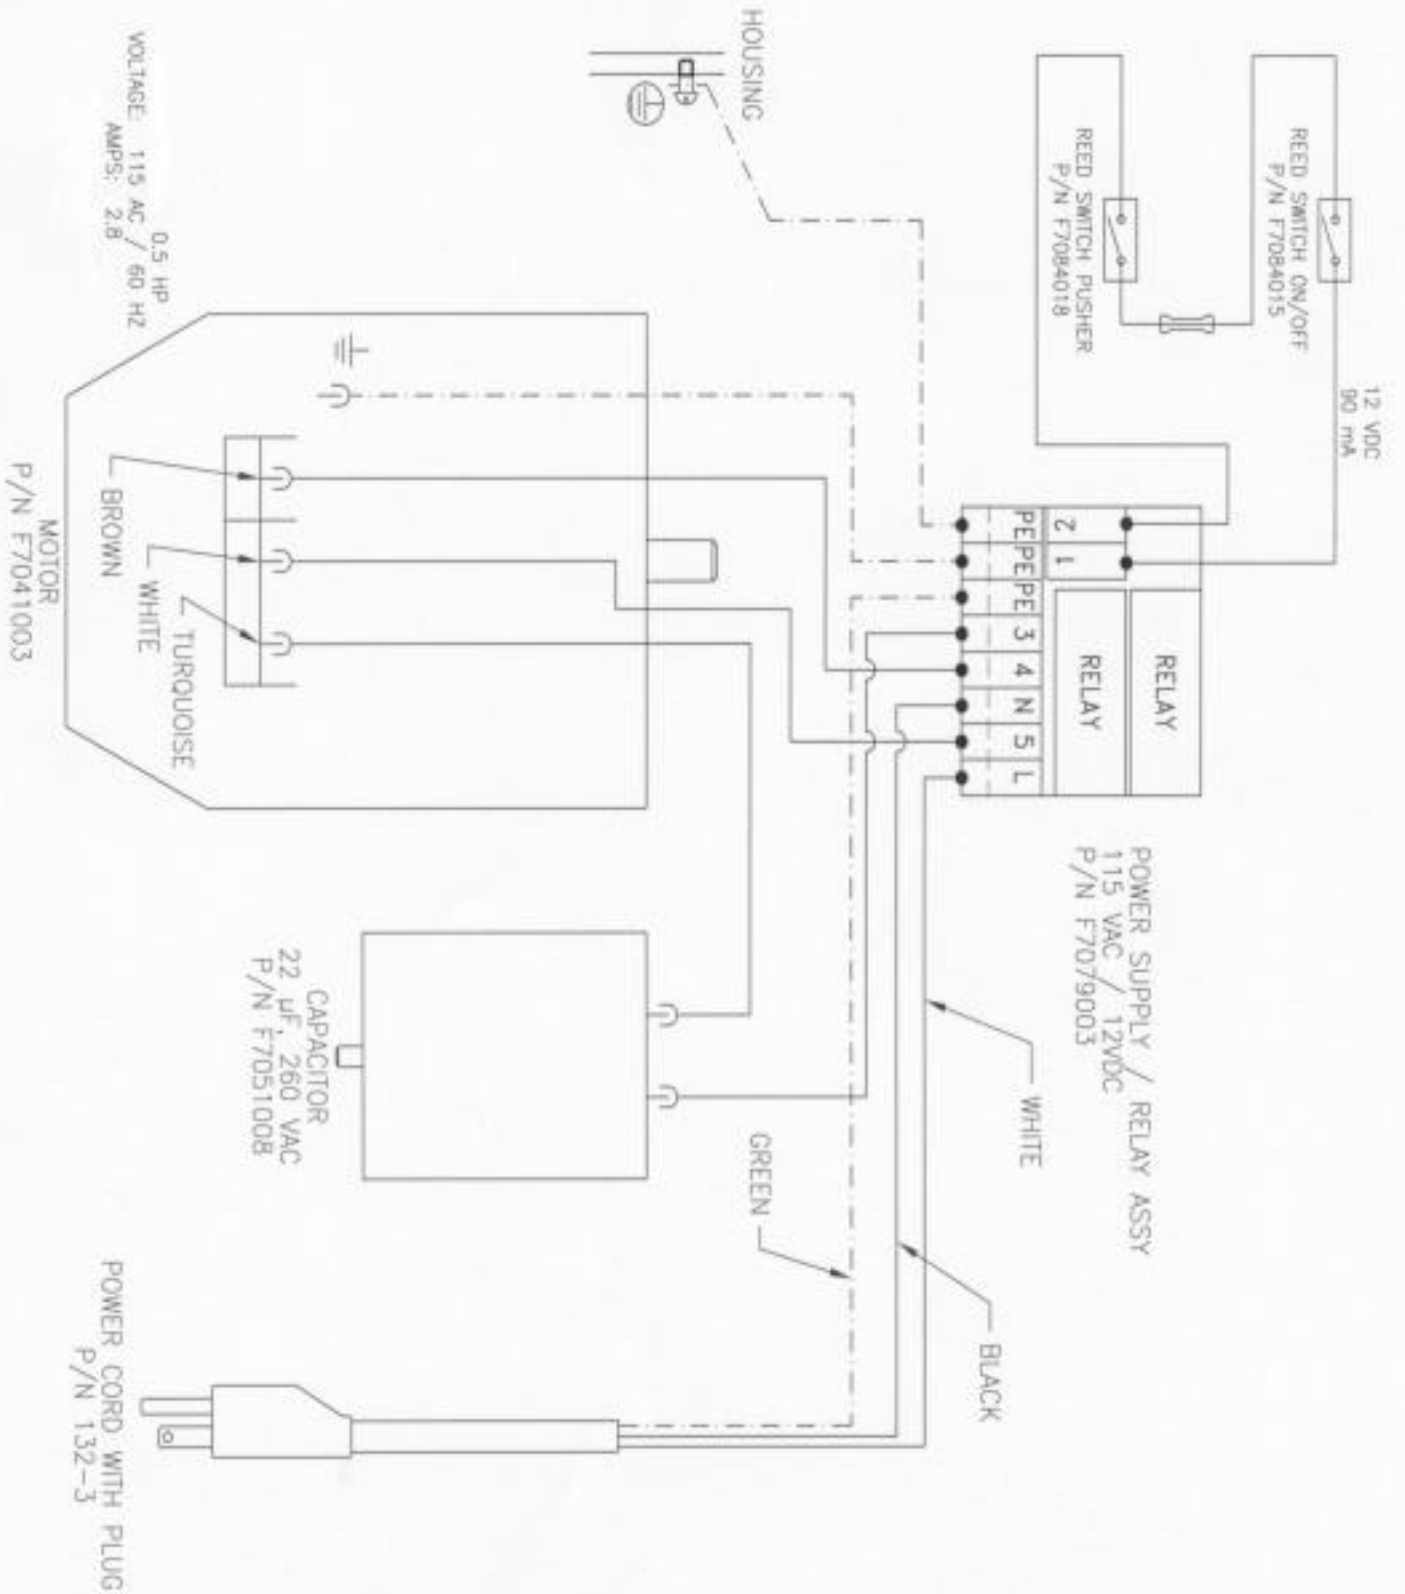 12 VDC
90 mA
REED SWITCH ON/OFF
P/N F7084015
REED SWITCH PUSHER
P/N F7084018
HOUSING
2
1
RELAY
RELAY
PE
PE
PE
3
4
N
5
L
POWER SUPPLY / RELAY ASSY
115 VAC / 12VDC
P/N F7079003
WHITE
BLACK
GREEN
0.5 HP
VOLTAGE: 115 AC / 60 HZ
AMPS: 2.8
BROWN
WHITE
TURQUOISE
MOTOR
P/N F7041003
CAPACITOR
22 µF, 260 VAC
P/N F7051008
POWER CORD WITH PLUG
P/N 132-3